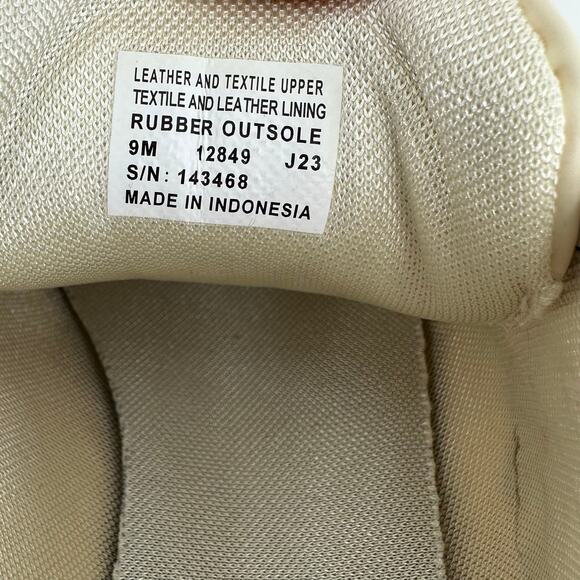 LEATHER AND TEXTILE UPPER
TEXTILE AND LEATHER LINING
RUBBER OUTSOLE
9M 12849 J23
S/N: 143468
MADE IN INDONESIA